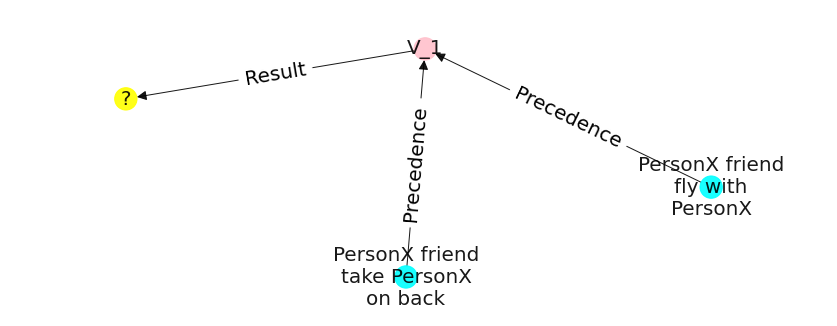 V_1
Result
?
Precedence
Precedence
PersonX friend
fly with
PersonX
PersonX friend
take PersonX
on back